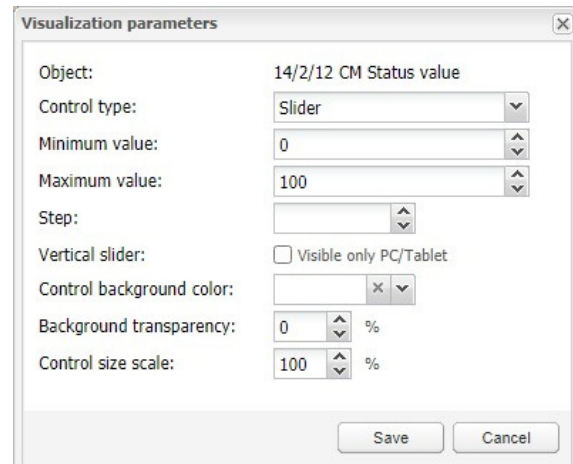 Visualization parameters
Object: 14/2/12 CM Status value
Control type: Slider
Minimum value: 0
Maximum value: 100
Step:
Vertical slider: Visible only PC/Tablet
Control background color:
Background transparency: 0 %
Control size scale: 100 %
Save Cancel